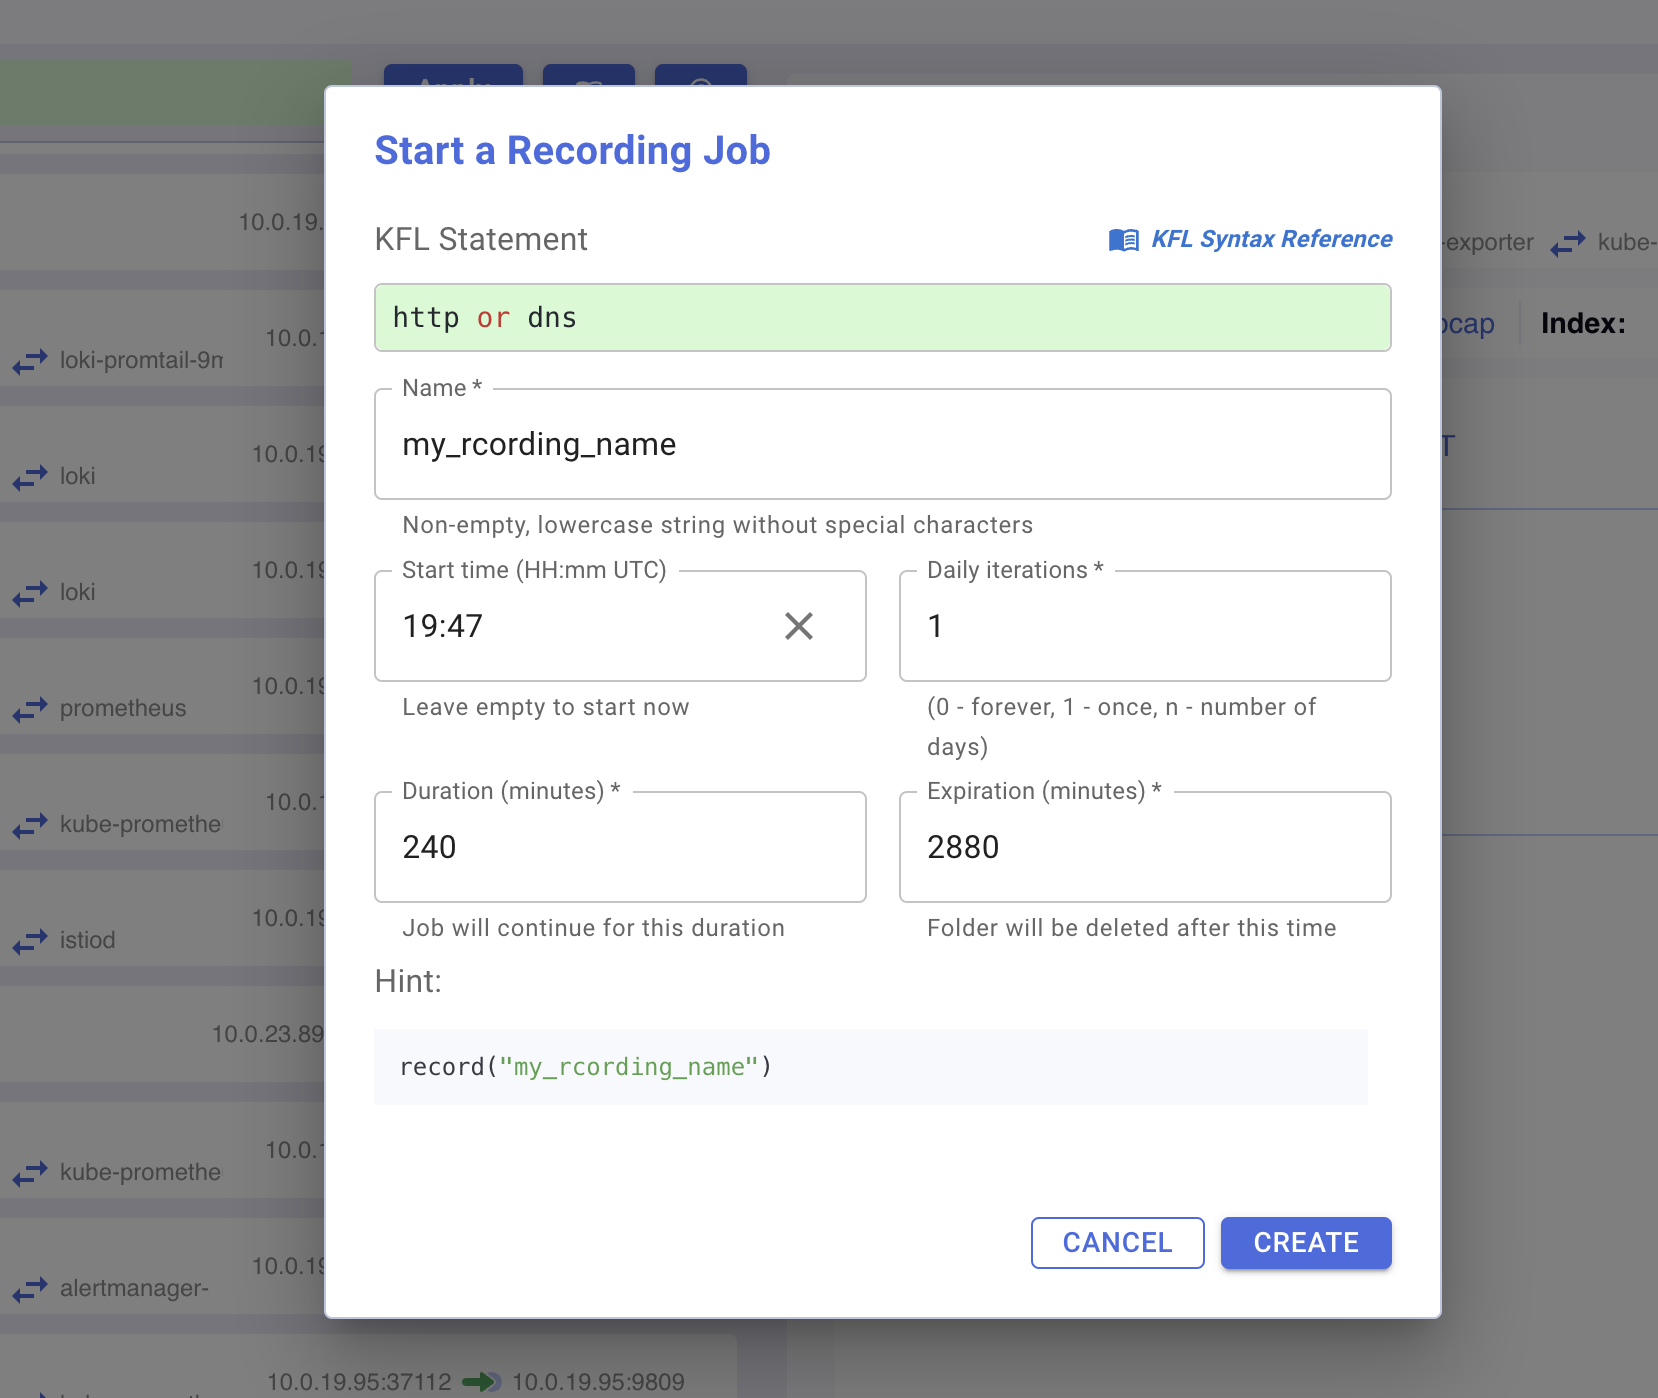 Apply
Start a Recording Job
KFL Statement
KFL Syntax Reference
http or dns
Name *
my_rcording_name
Non-empty, lowercase string without special characters
Start time (HH:mm UTC)
19:47
Leave empty to start now
Daily iterations *
1
(0 - forever, 1 - once, n - number of
days)
Duration (minutes) *
240
Job will continue for this duration
Expiration (minutes) *
2880
Folder will be deleted after this time
Hint:
record("my_rcording_name")
CANCEL
CREATE
10.0.19.
10.0.1
loki-promtail-9m
10.0.19
loki
10.0.19
loki
10.0.19
prometheus
10.0.1
kube-promethe
10.0.19
istiod
10.0.23.89
10.0.1
kube-promethe
10.0.19
alertmanager-
10.0.19.95:37112
10.0.19.95:9809
-exporter
kube-
pcap
Index:
T